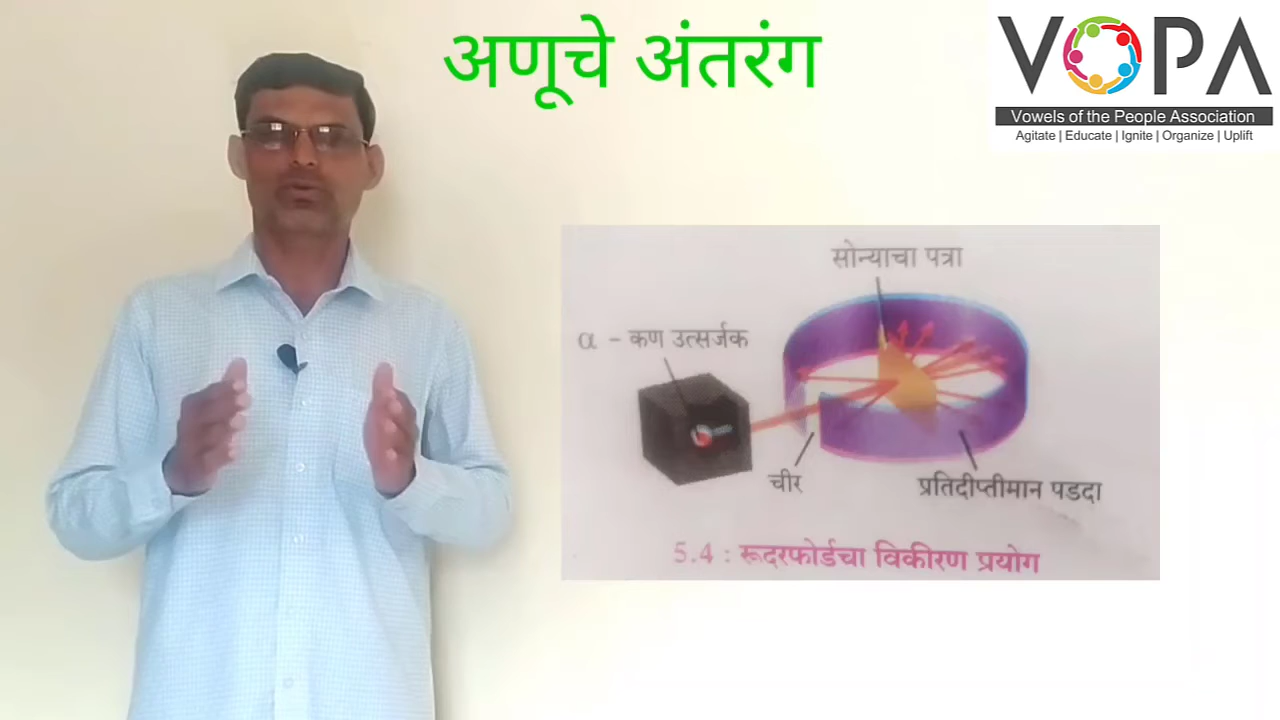 अणूचे अंतरंग
VOPA
Vowels of the People Association
Agitate | Educate | Ignite | Organize | Uplift
सोन्याचा पत्रा
α - कण उत्सर्जक
चीर
प्रतिदीप्तीमान पडदा
5.4 : रूदरफोर्डचा विकीरण प्रयोग